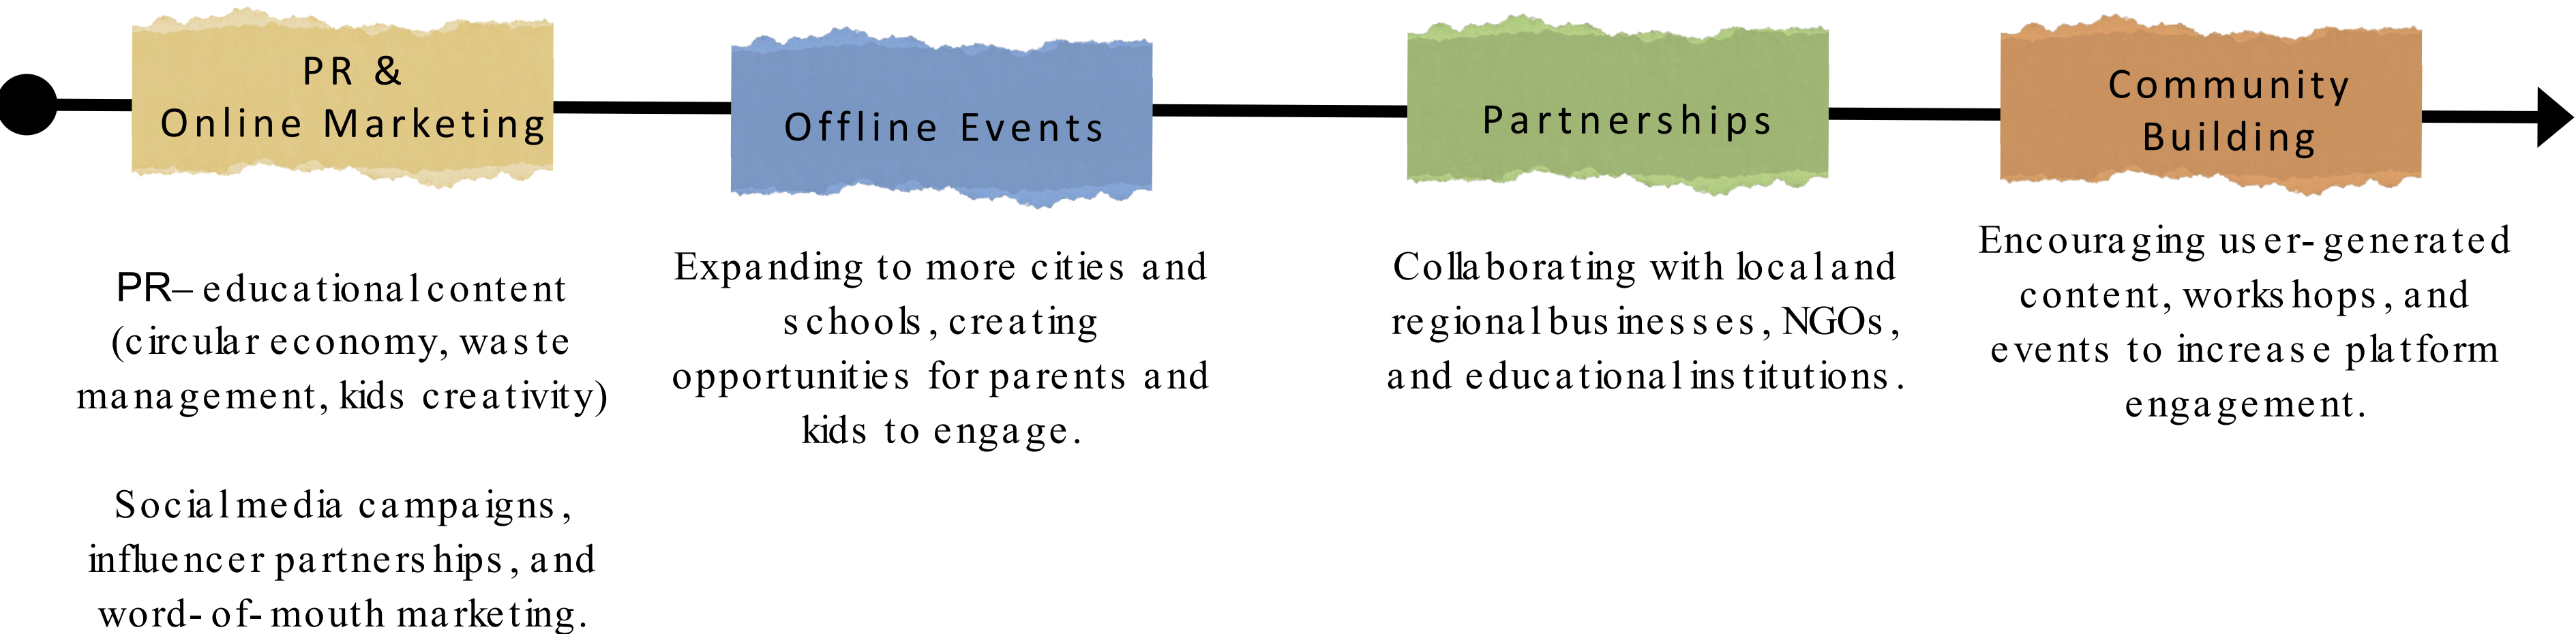 PR &
Online Marketing
PR– educational content
(circular economy, waste
management, kids creativity)
Social media campaigns,
influencer partnerships, and
word-of-mouth marketing.
Offline Events
Expanding to more cities and
schools, creating
opportunities for parents and
kids to engage.
Partnerships
Collaborating with local and
regional businesses, NGOs,
and educational institutions.
Community
Building
Encouraging user-generated
content, workshops, and
events to increase platform
engagement.